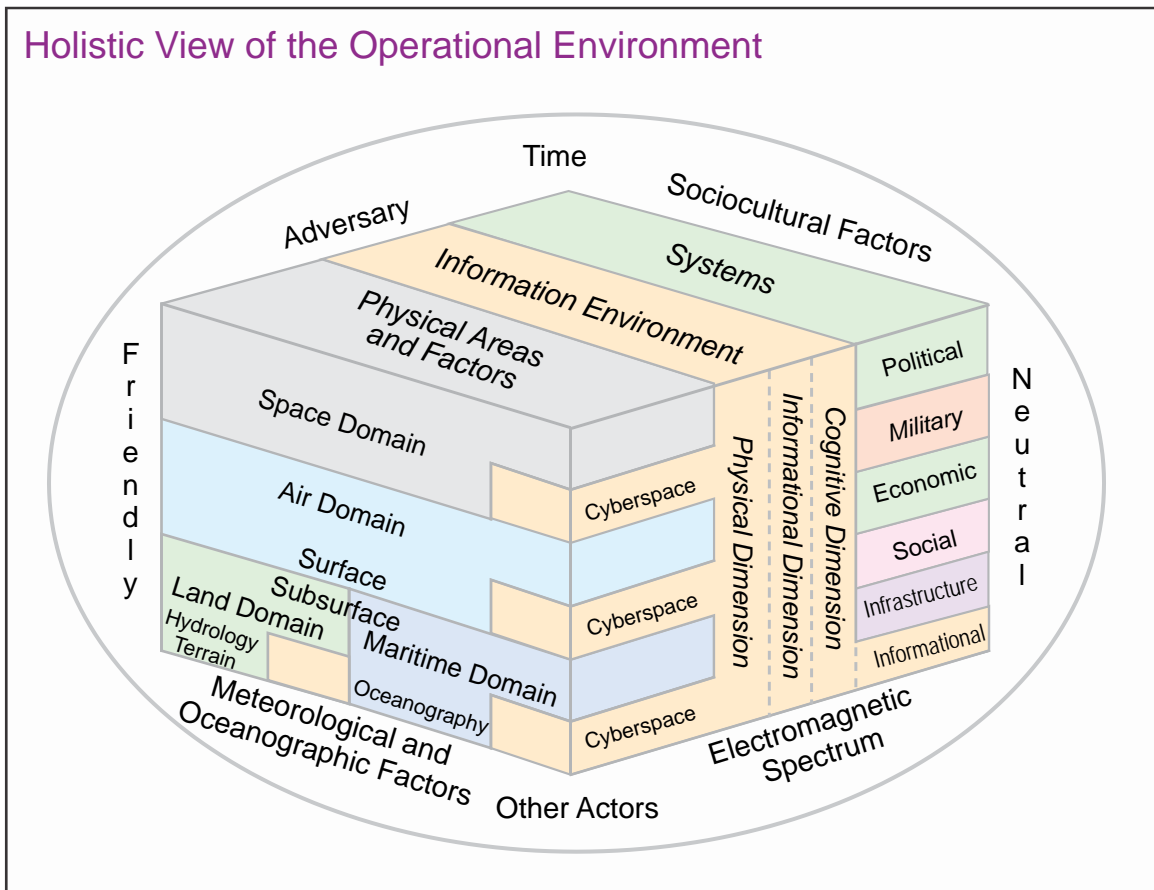 Holistic View of the Operational Environment
Time
Sociocultural Factors
Adversary
Systems
Information Environment
Physical Areas
and Factors
Friendly
Neutral
Space Domain
Air Domain
Surface
Subsurface
Land Domain
Hydrology
Terrain
Maritime Domain
Oceanography
Cyberspace
Cyberspace
Cyberspace
Physical Dimension
Informational Dimension
Cognitive Dimension
Political
Military
Economic
Social
Infrastructure
Informational
Meteorological and
Oceanographic Factors
Electromagnetic
Spectrum
Other Actors